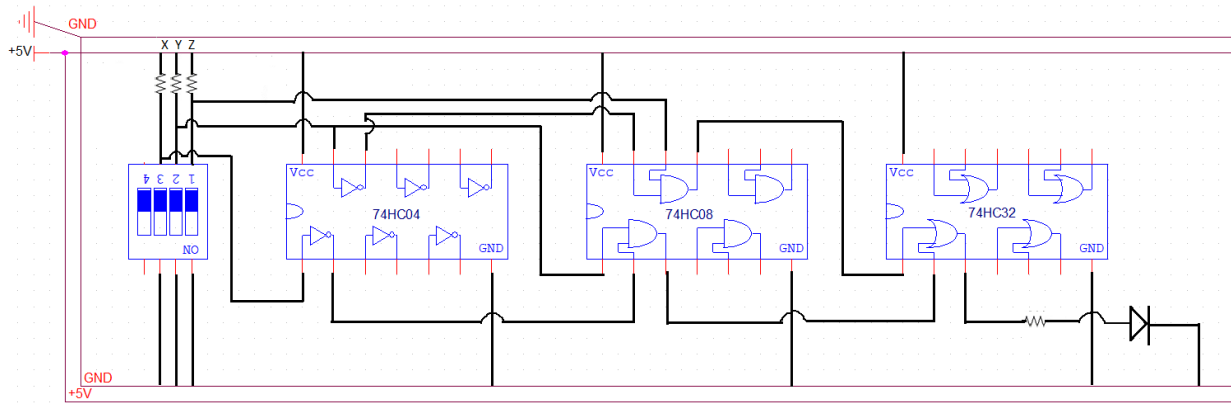 GND
+5V
X Y Z
Vcc
Vcc
Vcc
4 3 2 1
74HC04
74HC08
74HC32
ON
GND
GND
GND
GND
+5V